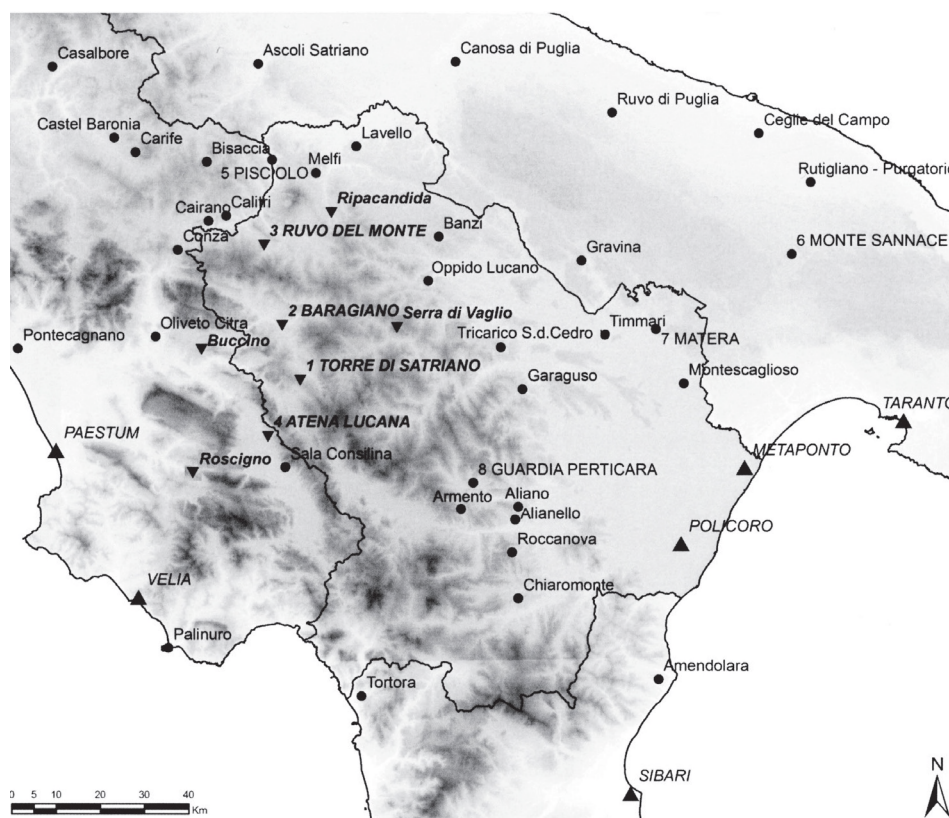 Casalbore
Ascoli Satriano
Canosa di Puglia
Ruvo di Puglia
Ceglie del Campo
Castel Baronia
Carife
Lavello
Bisaccia
Melfi
5 PISCIOLO
Rutigliano - Purgatorio
Ripacandida
Calitri
Cairano
3 RUVO DEL MONTE
Banzi
Conza
Gravina
6 MONTE SANNACE
Oppido Lucano
2 BARAGIANO
Serra di Vaglio
Timmari
Oliveto Citra
Pontecagnano
Buccino
Tricarico S.d.Cedro
7 MATERA
1 TORRE DI SATRIANO
Garaguso
Montescaglioso
TARANTO
4 ATENA LUCANA
PAESTUM
METAPONTO
Roscigno
Sala Consilina
8 GUARDIA PERTICARA
Armento
Aliano
Alianello
POLICORO
Roccanova
VELIA
Chiaromonte
Palinuro
Amendolara
Tortora
SIBARI
N
0 5 10 20 30 40
Km